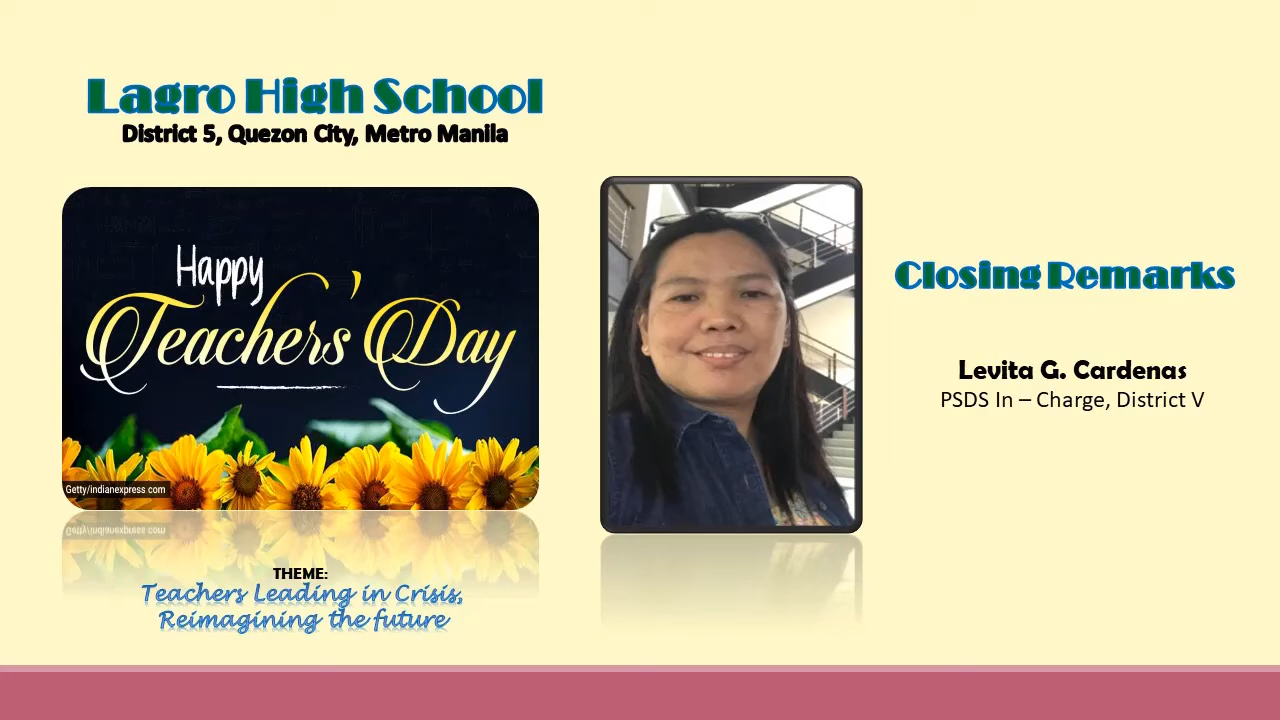 Lagro High School
District 5, Quezon City, Metro Manila
Happy
Teachers' Day
Getty/indianexpress.com
THEME:
Teachers Leading in Crisis,
Reimagining the future
Closing Remarks
Levita G. Cardenas
PSDS In – Charge, District V